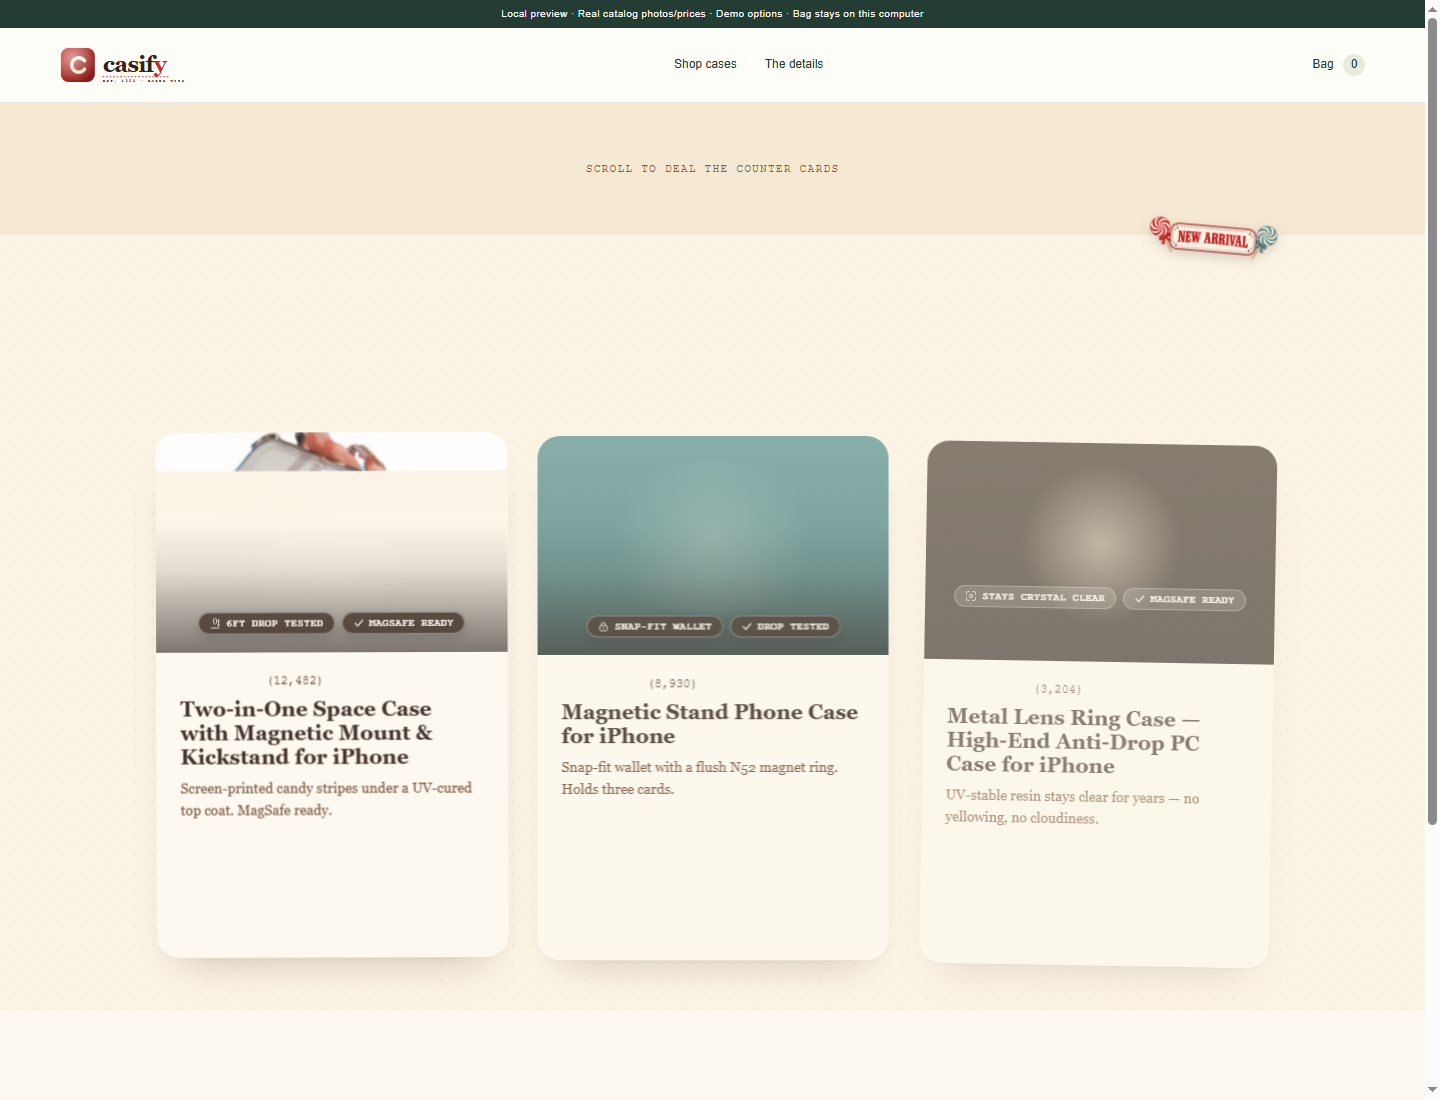 Local preview · Real catalog photos/prices · Demo options · Bag stays on this computer
C casify
Shop cases
The details
Bag 0
SCROLL TO DEAL THE COUNTER CARDS
NEW ARRIVAL
6FT DROP TESTED
MAGSAFE READY
(12,482)
Two-in-One Space Case
with Magnetic Mount &
Kickstand for iPhone
Screen-printed candy stripes under a UV-cured
top coat. MagSafe ready.
SNAP-FIT WALLET
DROP TESTED
(8,930)
Magnetic Stand Phone Case
for iPhone
Snap-fit wallet with a flush N52 magnet ring.
Holds three cards.
STAYS CRYSTAL CLEAR
MAGSAFE READY
(3,204)
Metal Lens Ring Case —
High-End Anti-Drop PC
Case for iPhone
UV-stable resin stays clear for years — no
yellowing, no cloudiness.